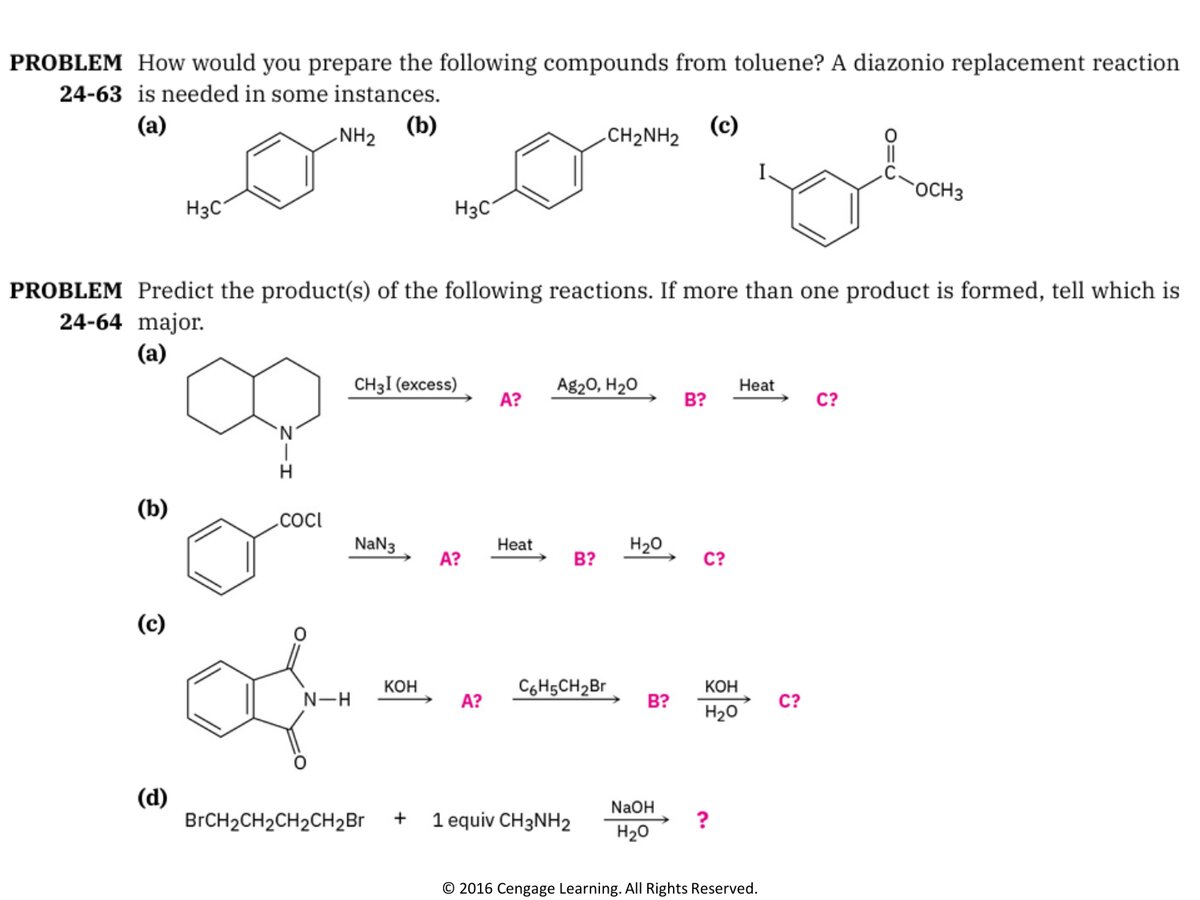 PROBLEM How would you prepare the following compounds from toluene? A diazonio replacement reaction
24-63 is needed in some instances.
(a) (b) (c)
NH2 CH2NH2 O
I C
H3C H3C OCH3
PROBLEM Predict the product(s) of the following reactions. If more than one product is formed, tell which is
24-64 major.
(a)
CH3I (excess) A? Ag2O, H2O B? Heat C?
N
H
(b)
COCl
NaN3 A? Heat B? H2O C?
(c)
O
N—H KOH A? C6H5CH2Br B? KOH C?
H2O
O
(d)
BrCH2CH2CH2CH2Br + 1 equiv CH3NH2 NaOH ?
H2O
© 2016 Cengage Learning. All Rights Reserved.